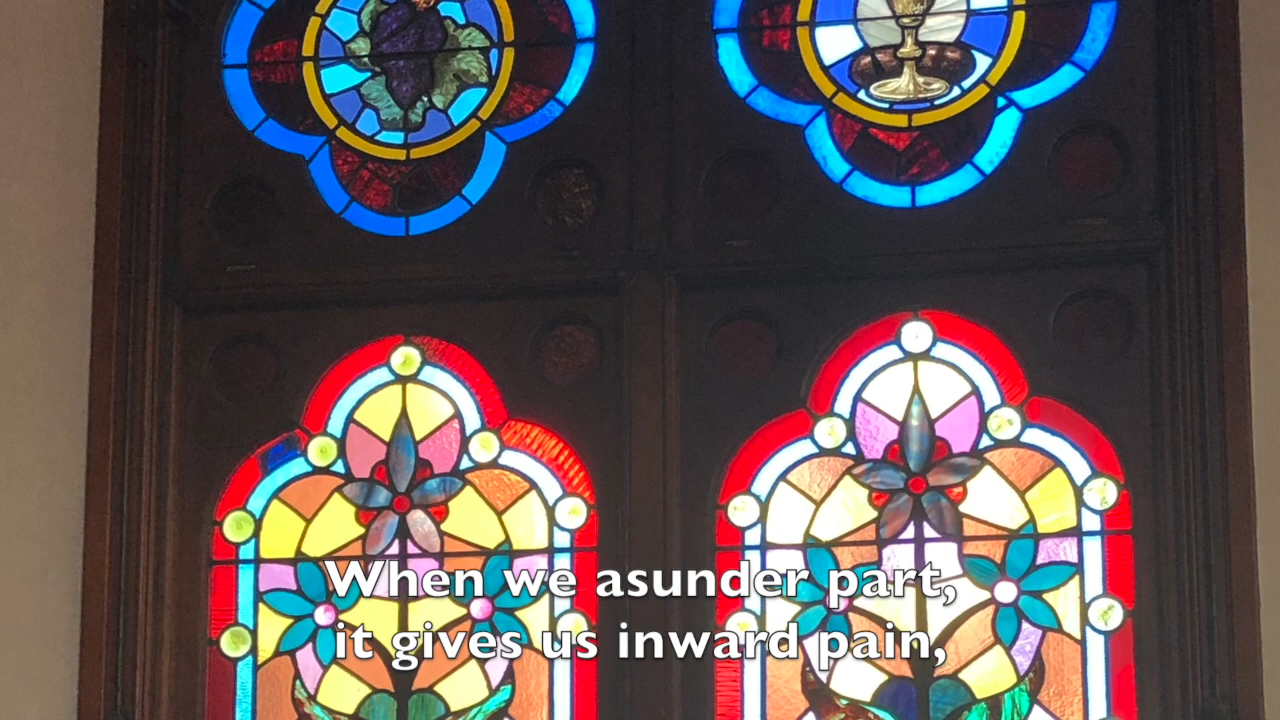 When we asunder part,
it gives us inward pain,